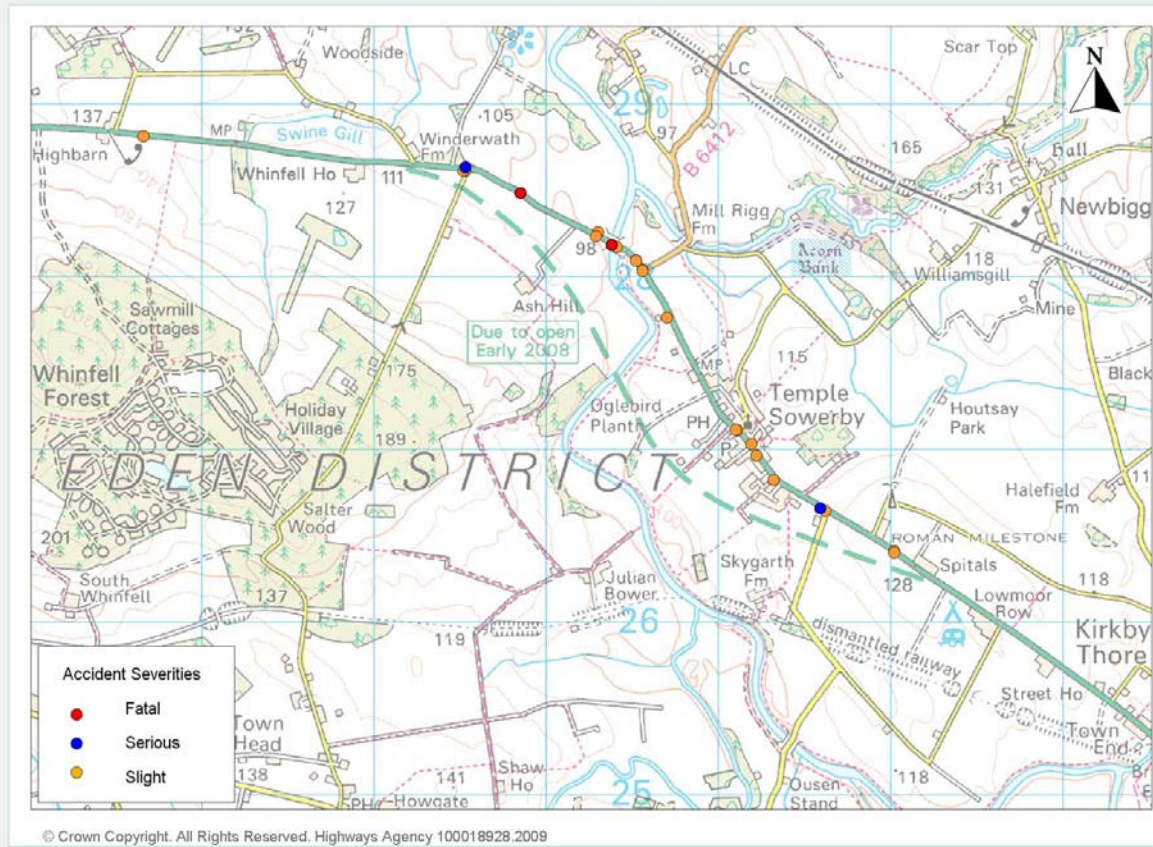 Woodside
Scar Top
N
LC
137
MP
Swine Gill
105
29
97
B 6412
165
Winderwath
Fm
Hall
Highbarn
Whinfell Ho
111
131
127
Mill Rigg
Fm
Newbigg
98
28
Acorn
Bank
118
Williamsgill
Sawmill
Cottages
Ash Hill
Mine
Due to open
Early 2008
MP
115
Whinfell
Forest
175
Black
Holiday
Village
Temple
Sowerby
Oglebird
Plantn
PH
Houtsay
Park
189
P
EDEN DISTRICT
Halefield
Fm
Salter
Wood
201
ROMAN MILESTONE
Skygarth
Fm
Spitals
128
118
South
Whinfell
137
Julian
Bower
Lowmoor
Row
119
26
Kirkby
Thore
dismantled railway
Street Ho
Town
End
Accident Severities
Fatal
Serious
Slight
Town
Head
138
141
Shaw
Ho
25
118
Ousen
Stand
PH
Howgate
© Crown Copyright. All Rights Reserved. Highways Agency 100018928.2009